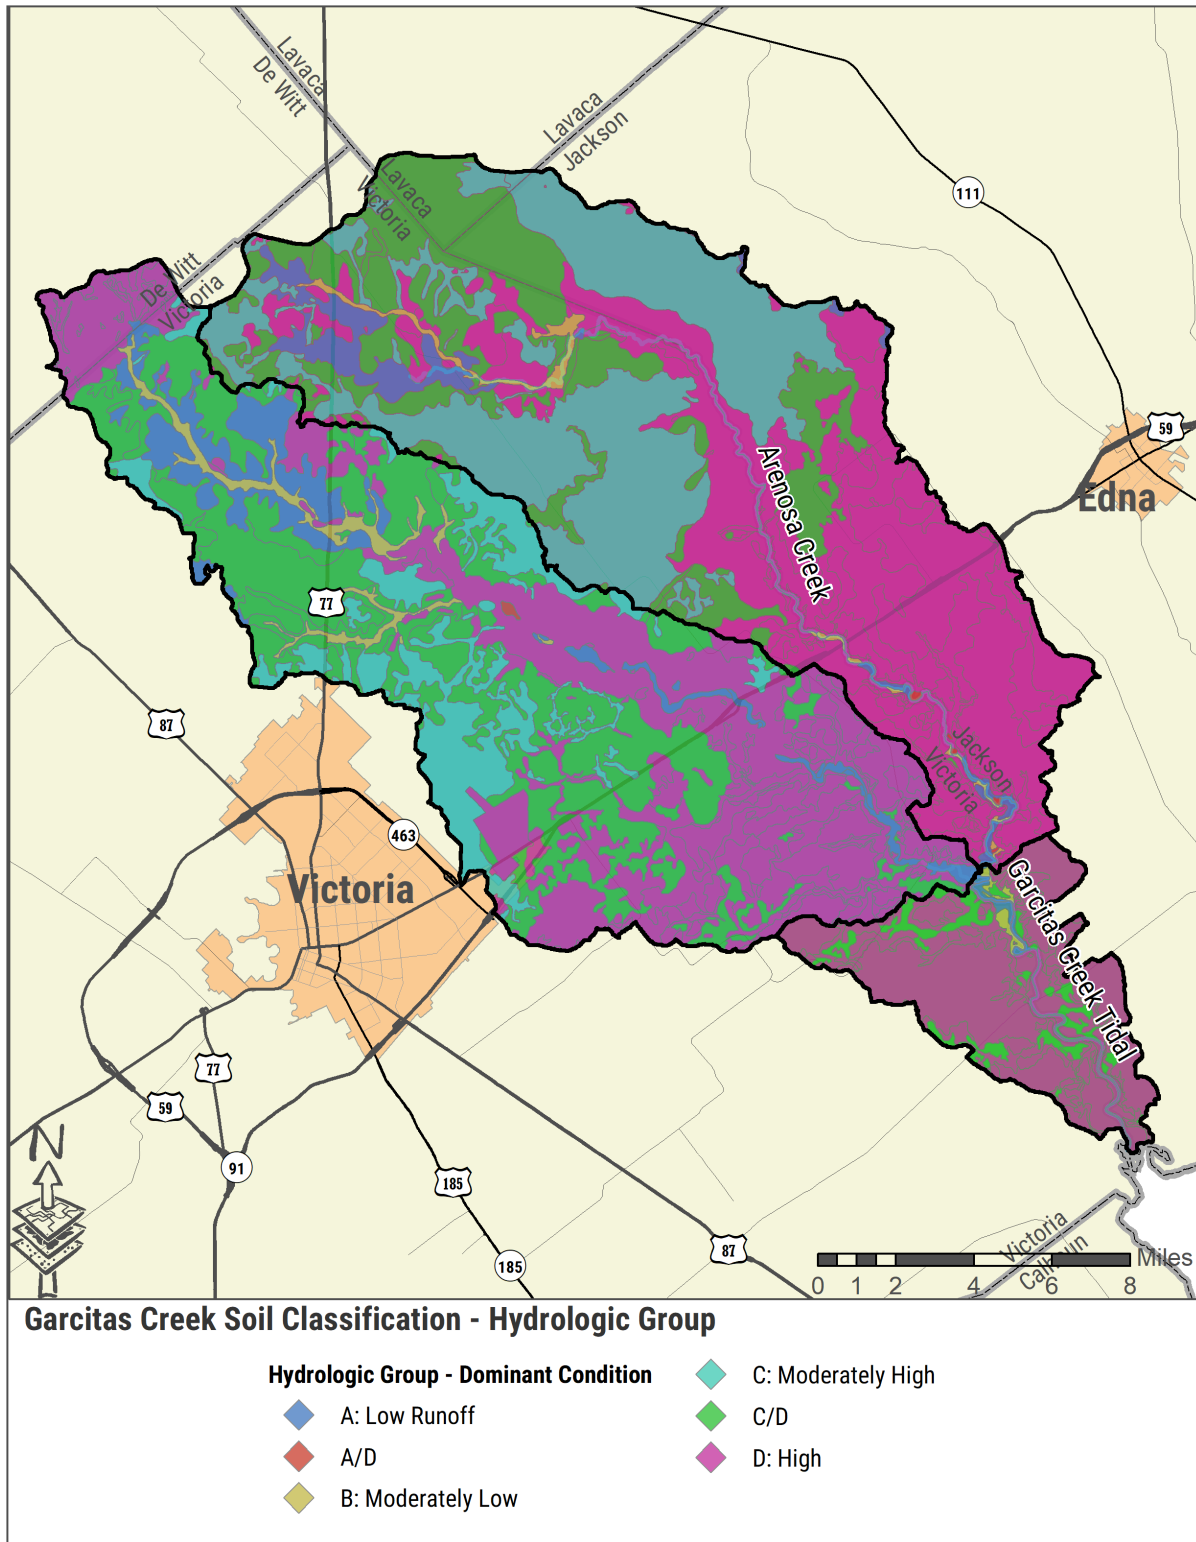 Lavaca
De Witt
Lavaca
Jackson
111
Lavaca
Victoria
De Witt
Victoria
59
Edna
Arenosa Creek
77
87
Jackson
Victoria
463
Victoria
Garcitas Creek Tidal
77
59
91
185
N
185
87
Victoria
Calhoun
Miles
0 1 2 4 6 8
Garcitas Creek Soil Classification - Hydrologic Group
Hydrologic Group - Dominant Condition
A: Low Runoff
A/D
B: Moderately Low
C: Moderately High
C/D
D: High